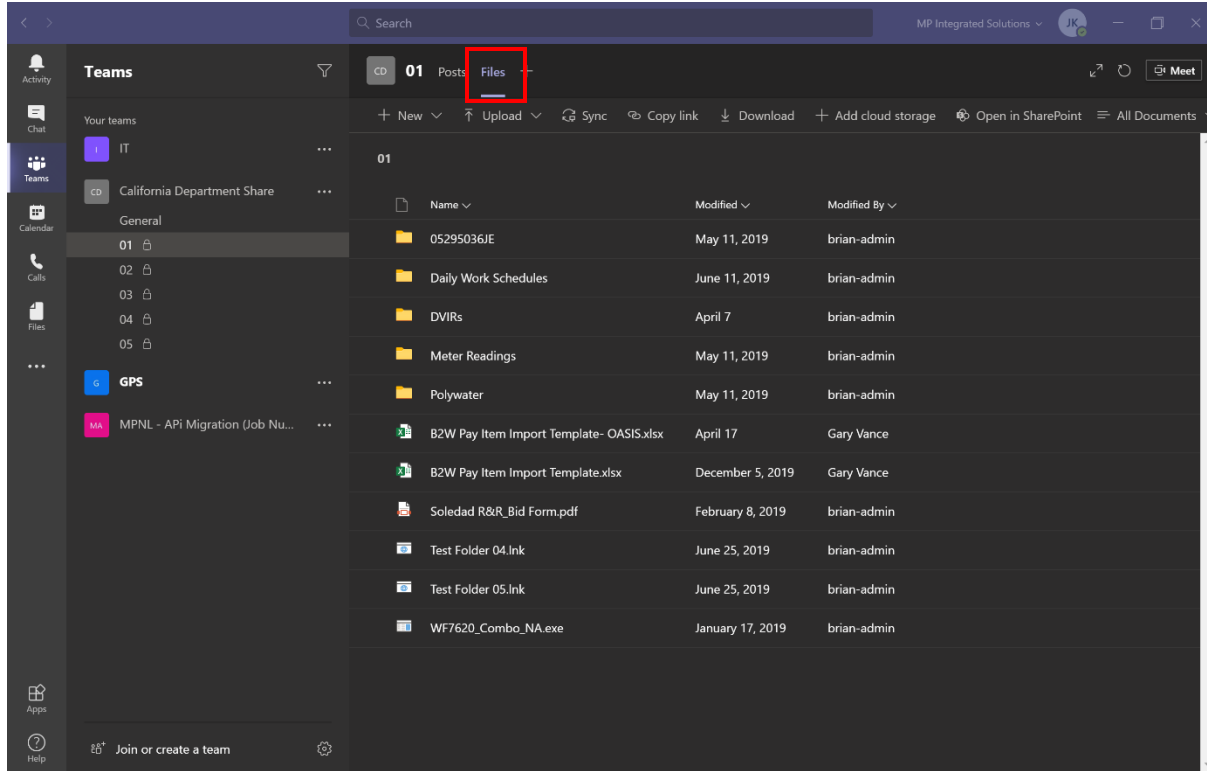 Search
MP Integrated Solutions
JK
Activity
Chat
Teams
Calendar
Calls
Files
Apps
Help
Teams
Your teams
I IT
CD California Department Share
General
01
02
03
04
05
G GPS
MA MPNL - APi Migration (Job Nu...
Join or create a team
CD 01 Posts Files Meet
New Upload Sync Copy link Download Add cloud storage Open in SharePoint All Documents
01
Name Modified Modified By
05295036JE May 11, 2019 brian-admin
Daily Work Schedules June 11, 2019 brian-admin
DVIRs April 7 brian-admin
Meter Readings May 11, 2019 brian-admin
Polywater May 11, 2019 brian-admin
B2W Pay Item Import Template- OASIS.xlsx April 17 Gary Vance
B2W Pay Item Import Template.xlsx December 5, 2019 Gary Vance
Soledad R&R_Bid Form.pdf February 8, 2019 brian-admin
Test Folder 04.lnk June 25, 2019 brian-admin
Test Folder 05.lnk June 25, 2019 brian-admin
WF7620_Combo_NA.exe January 17, 2019 brian-admin